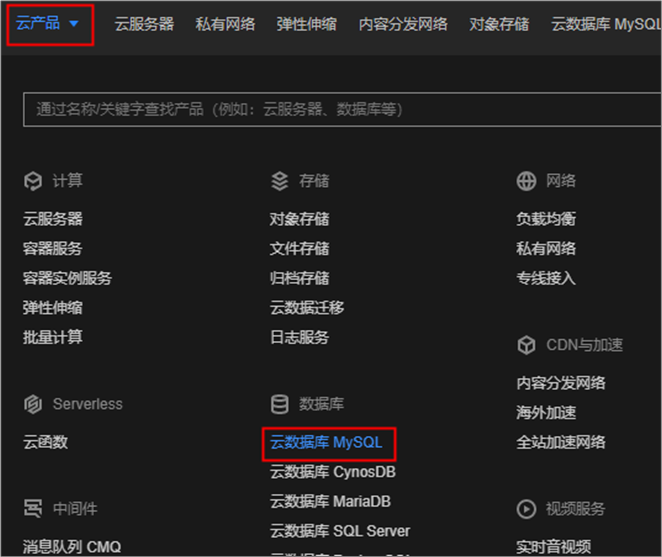 云产品 云服务器 私有网络 弹性伸缩 内容分发网络 对象存储 云数据库 MySQL
通过名称/关键字查找产品（例如：云服务器、数据库等）
计算
云服务器
容器服务
容器实例服务
弹性伸缩
批量计算
Serverless
云函数
中间件
消息队列 CMQ
存储
对象存储
文件存储
归档存储
云数据迁移
日志服务
数据库
云数据库 MySQL
云数据库 CynosDB
云数据库 MariaDB
云数据库 SQL Server
网络
负载均衡
私有网络
专线接入
CDN与加速
内容分发网络
海外加速
全站加速网络
视频服务
实时音视频